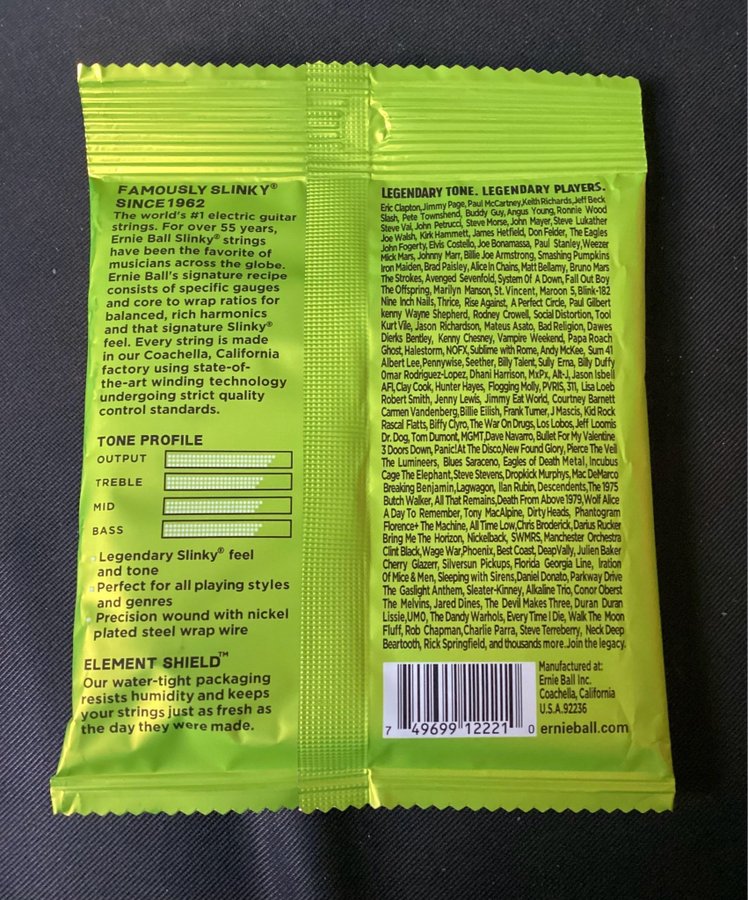 FAMOUSLY SLINKY®
SINCE 1962
The world's #1 electric guitar
strings. For over 55 years,
Ernie Ball Slinky® strings
have been the favorite of
musicians across the globe.
Ernie Ball's signature recipe
consists of specific gauges
and core to wrap ratios for
balanced, rich harmonics
and that signature Slinky®
feel. Every string is made
in our Coachella, California
factory using state-of-
the-art winding technology
undergoing strict quality
control standards.
TONE PROFILE
OUTPUT
TREBLE
MID
BASS
Legendary Slinky® feel
and tone
Perfect for all playing styles
and genres
Precision wound with nickel
plated steel wrap wire
ELEMENT SHIELD™
Our water-tight packaging
resists humidity and keeps
your strings just as fresh as
the day they were made.
LEGENDARY TONE. LEGENDARY PLAYERS.
Eric Clapton,Jimmy Page, Paul McCartney,Keith Richards,Jeff Beck
Slash, Pete Townshend, Buddy Guy,Angus Young, Ronnie Wood
Steve Vai, John Petrucci, Steve Morse, John Mayer, Steve Lukather
Joe Walsh, Kirk Hammett, James Hetfield, Don Felder, The Eagles
John Fogerty, Elvis Costello, Joe Bonamassa, Paul Stanley,Weezer
Mick Mars, Johnny Marr, Billie Joe Armstrong, Smashing Pumpkins
Iron Maiden, Brad Paisley, Alice in Chains, Matt Bellamy, Bruno Mars
The Strokes, Avenged Sevenfold, System Of A Down, Fall Out Boy
The Offspring, Marilyn Manson, St. Vincent, Maroon 5, Blink-182
Nine Inch Nails, Thrice, Rise Against, A Perfect Circle, Paul Gilbert
kenny Wayne Shepherd, Rodney Crowell, Social Distortion, Tool
Kurt Vile, Jason Richardson, Mateus Asato, Bad Religion, Dawes
Dierks Bentley, Kenny Chesney, Vampire Weekend, Papa Roach
Ghost, Halestorm, NOFX, Sublime with Rome, Andy McKee, Sum 41
Albert Lee, Pennywise, Seether, Billy Talent, Sully Erna, Billy Duffy
Omar Rodriguez-Lopez, Dhani Harrison, MxPx, Alt-J, Jason Isbell
AFI, Clay Cook, Hunter Hayes, Flogging Molly, PVRIS, 311, Lisa Loeb
Robert Smith, Jenny Lewis, Jimmy Eat World, Courtney Barnett
Carmen Vandenberg, Billie Eilish, Frank Turner, J Mascis, Kid Rock
Rascal Flatts, Biffy Clyro, The War On Drugs, Los Lobos, Jeff Loomis
Dr. Dog, Tom Dumont, MGMT,Dave Navarro, Bullet For My Valentine
3 Doors Down, Panic!At The Disco,New Found Glory, Pierce The Veil
The Lumineers, Blues Saraceno, Eagles of Death Metal, Incubus
Cage The Elephant, Steve Stevens, Dropkick Murphys, Mac DeMarco
Breaking Benjamin, Lagwagon, Ilan Rubin, Descendents,The 1975
Butch Walker, All That Remains,Death From Above 1979, Wolf Alice
A Day To Remember, Tony MacAlpine, Dirty Heads, Phantogram
Florence+ The Machine, All Time Low,Chris Broderick, Darius Rucker
Bring Me The Horizon, Nickelback, SWMRS, Manchester Orchestra
Clint Black,Wage War,Phoenix, Best Coast, DeapVally, Julien Baker
Cherry Glazerr, Silversun Pickups, Florida Georgia Line, Iration
Of Mice & Men, Sleeping with Sirens, Daniel Donato, Parkway Drive
The Gaslight Anthem, Sleater-Kinney, Alkaline Trio, Conor Oberst
The Melvins, Jared Dines, The Devil Makes Three, Duran Duran
Lissie,UMO, The Dandy Warhols, Every Time I Die, Walk The Moon
Fluff, Rob Chapman,Charlie Parra, Steve Terreberry, Neck Deep
Beartooth, Rick Springfield, and thousands more. Join the legacy.
Manufactured at:
Ernie Ball Inc.
Coachella, California
U.S.A. 92236
7 49699 12221 0
ernieball.com